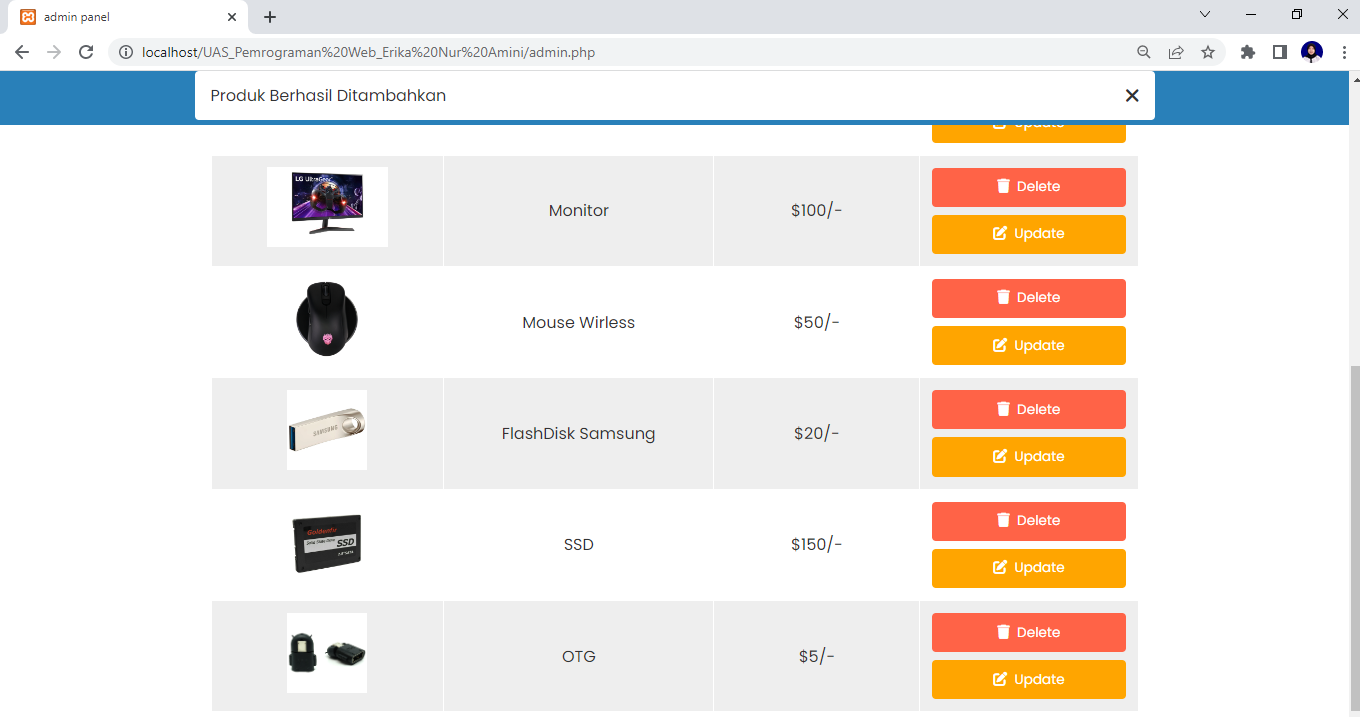 admin panel
localhost/UAS_Pemrograman%20Web_Erika%20Nur%20Amini/admin.php
Produk Berhasil Ditambahkan
Update
LG UltraGear
Monitor
$100/-
Delete
Update
Mouse Wirless
$50/-
Delete
Update
SAMSUNG
FlashDisk Samsung
$20/-
Delete
Update
Goldenfir
SSD
SSD
$150/-
Delete
Update
OTG
$5/-
Delete
Update